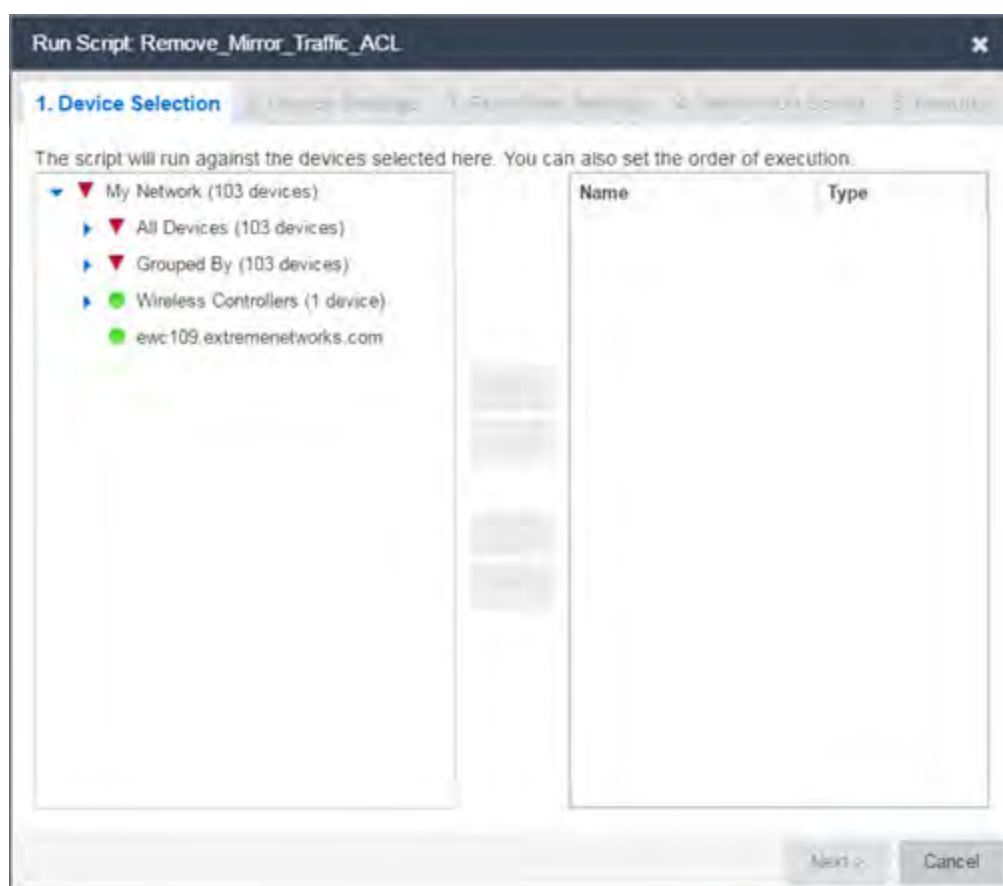 Run Script: Remove_Mirror_Traffic_ACL
1. Device Selection
The script will run against the devices selected here. You can also set the order of execution.
My Network (103 devices)
All Devices (103 devices)
Grouped By (103 devices)
Wireless Controllers (1 device)
ewc109.extremenetworks.com
Name Type
Next > Cancel